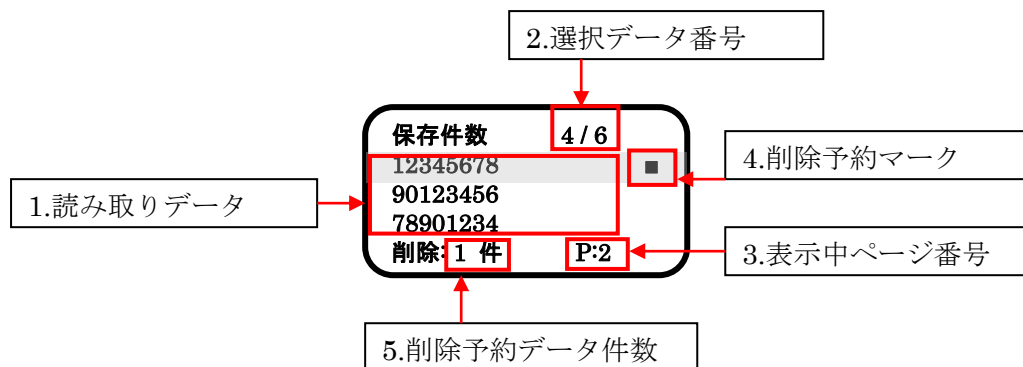 2.選択データ番号
保存件数 4/6
12345678 ■
90123456
78901234
削除:1 件 P:2
4.削除予約マーク
1.読み取りデータ
3.表示中ページ番号
5.削除予約データ件数